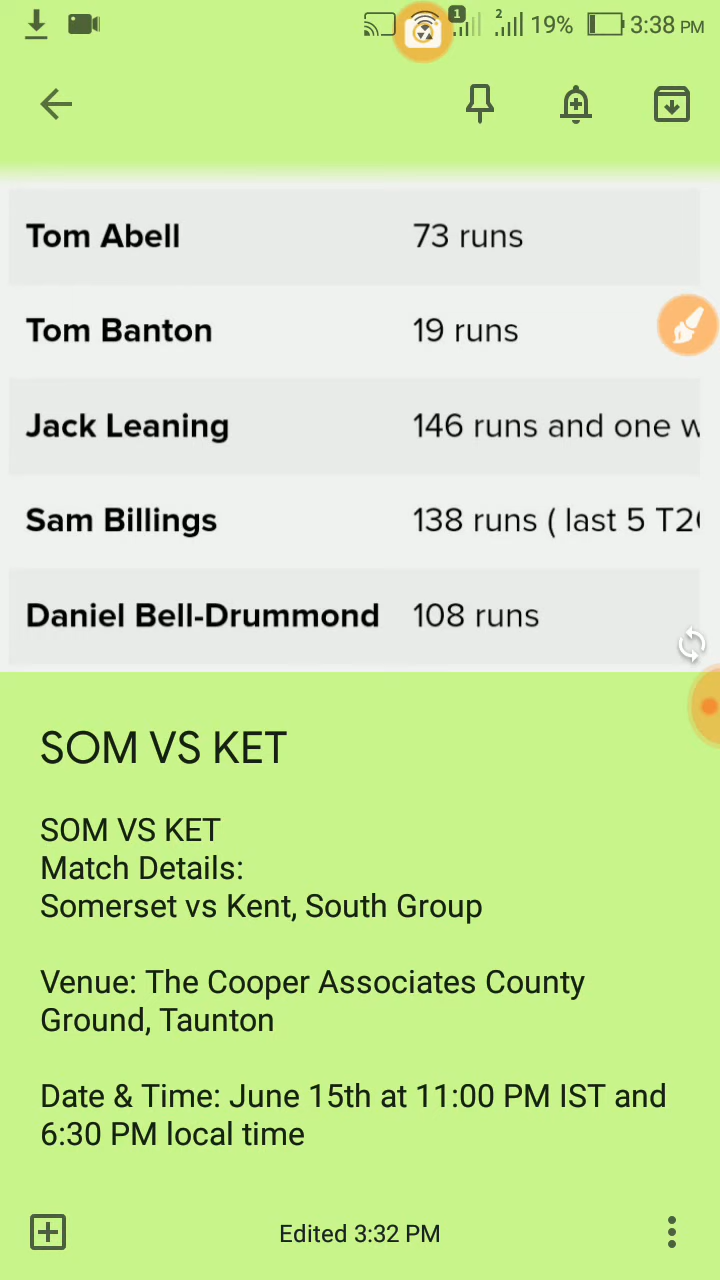 1 2 19% 3:38 PM
Tom Abell 73 runs
Tom Banton 19 runs
Jack Leaning 146 runs and one
Sam Billings 138 runs ( last 5
Daniel Bell-Drummond 108 runs
SOM VS KET
SOM VS KET
Match Details:
Somerset vs Kent, South Group
Venue: The Cooper Associates County
Ground, Taunton
Date & Time: June 15th at 11:00 PM IST and
6:30 PM local time
Edited 3:32 PM